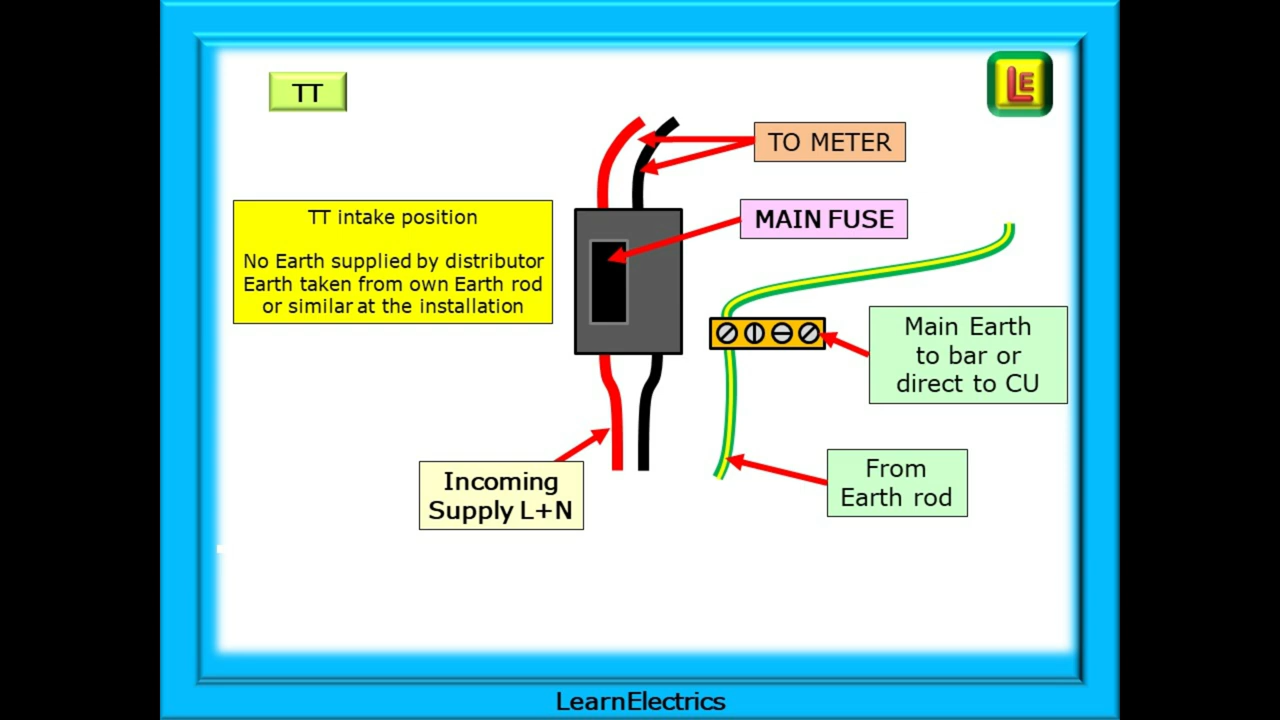 TT
LE
TO METER
MAIN FUSE
TT intake position
No Earth supplied by distributor
Earth taken from own Earth rod
or similar at the installation
Main Earth
to bar or
direct to CU
From
Earth rod
Incoming
Supply L+N
LearnElectrics